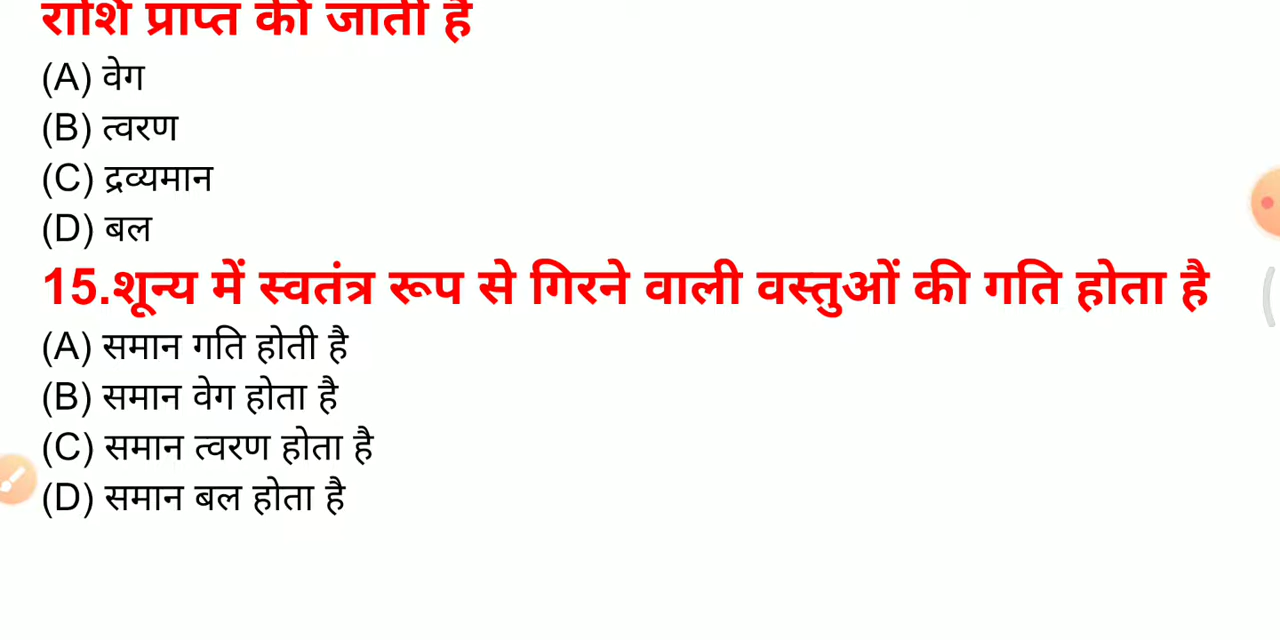 राशि प्राप्त की जाती है
(A) वेग
(B) त्वरण
(C) द्रव्यमान
(D) बल
15.शून्य में स्वतंत्र रूप से गिरने वाली वस्तुओं की गति होता है
(A) समान गति होती है
(B) समान वेग होता है
(C) समान त्वरण होता है
(D) समान बल होता है